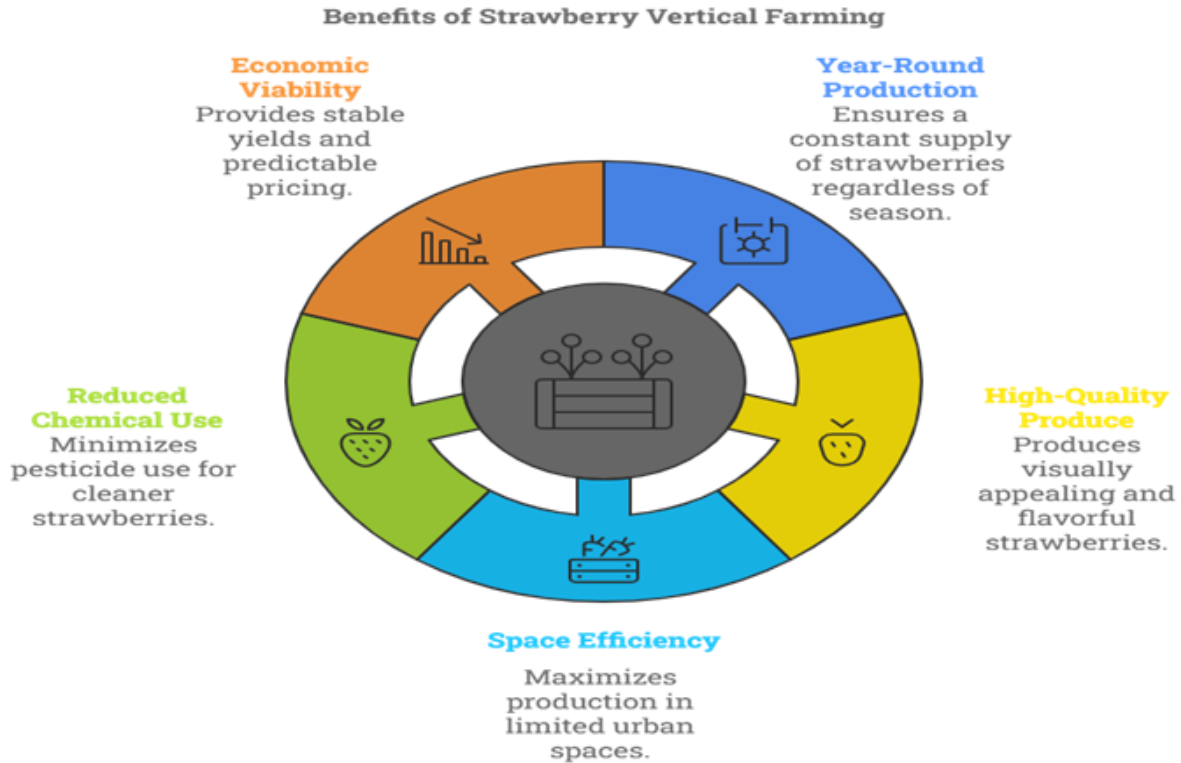 Benefits of Strawberry Vertical Farming
Economic
Viability
Provides stable
yields and
predictable
pricing.
Year-Round
Production
Ensures a
constant supply
of strawberries
regardless of
season.
Reduced
Chemical Use
Minimizes
pesticide use for
cleaner
strawberries.
High-Quality
Produce
Produces
visually
appealing and
flavorful
strawberries.
Space Efficiency
Maximizes
production in
limited urban
spaces.